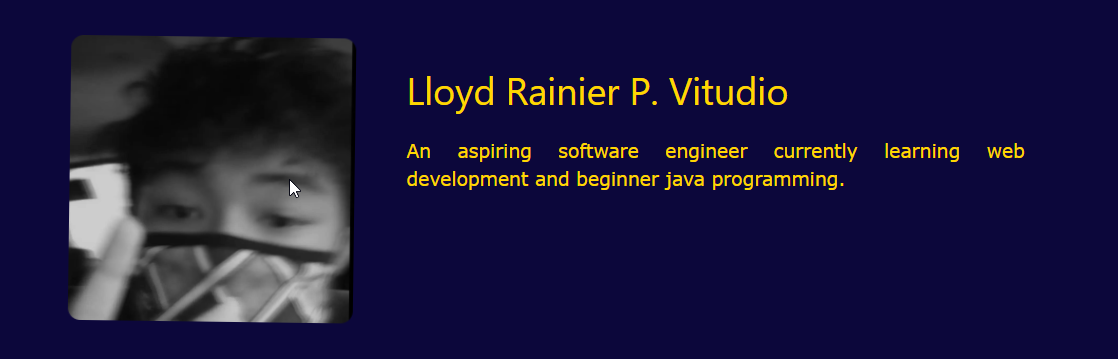 Lloyd Rainier P. Vitudio
An aspiring software engineer currently learning web
development and beginner java programming.